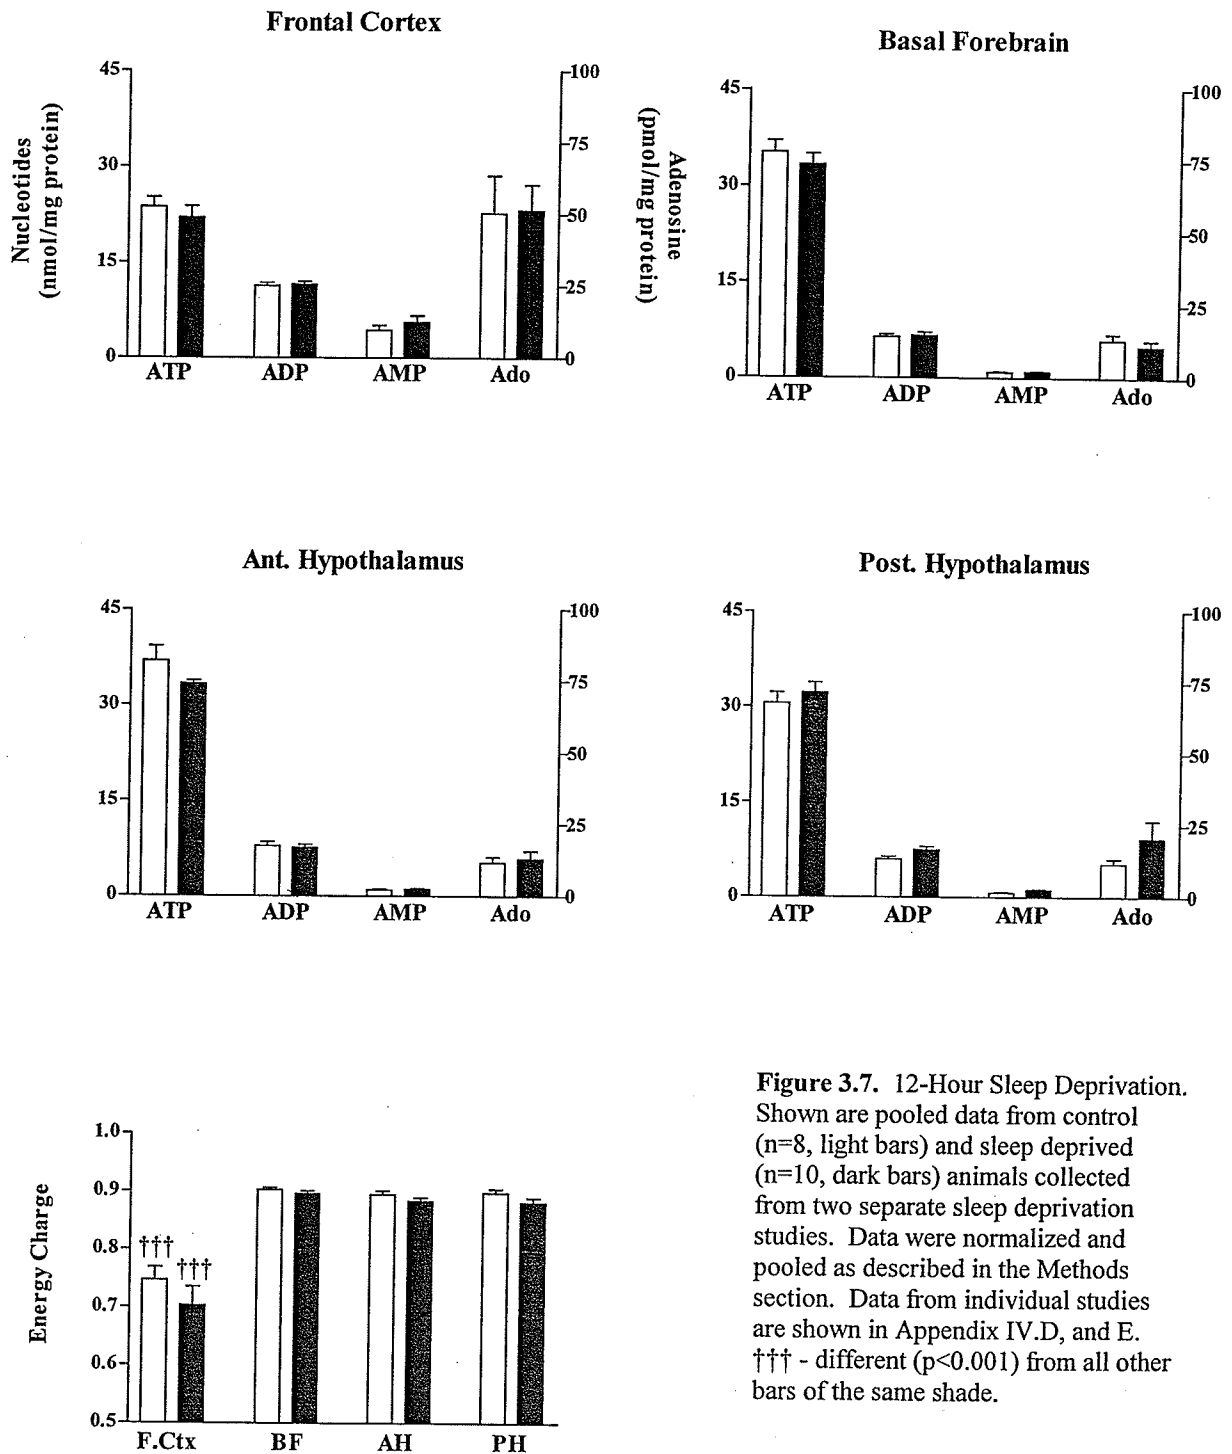 Frontal Cortex
Nucleotides
(nmol/mg protein)
45
30
15
0
100
75
50
25
0
Adenosine
(pmol/mg protein)
ATP ADP AMP Ado
Basal Forebrain
45
30
15
0
100
75
50
25
0
ATP ADP AMP Ado
Ant. Hypothalamus
45
30
15
0
100
75
50
25
0
ATP ADP AMP Ado
Post. Hypothalamus
45
30
15
0
100
75
50
25
0
ATP ADP AMP Ado
Energy Charge
1.0
0.9
0.8
0.7
0.6
0.5
†††
†††
F.Ctx BF AH PH
Figure 3.7. 12-Hour Sleep Deprivation.
Shown are pooled data from control
(n=8, light bars) and sleep deprived
(n=10, dark bars) animals collected
from two separate sleep deprivation
studies. Data were normalized and
pooled as described in the Methods
section. Data from individual studies
are shown in Appendix IV.D, and E.
††† - different (p<0.001) from all other
bars of the same shade.